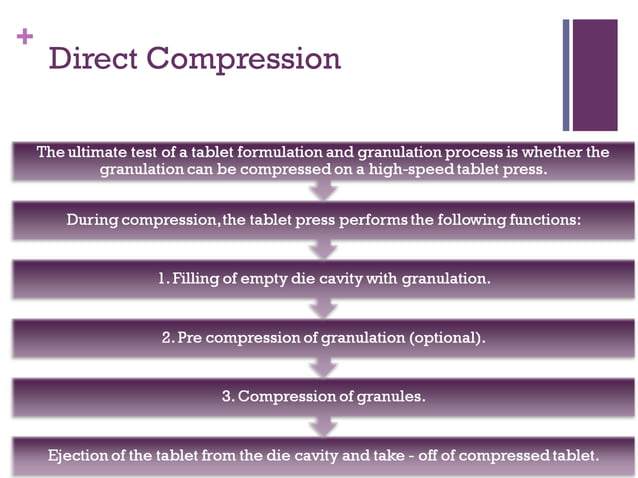 +
Direct Compression
The ultimate test of a tablet formulation and granulation process is whether the
granulation can be compressed on a high-speed tablet press.
During compression, the tablet press performs the following functions:
1. Filling of empty die cavity with granulation.
2. Pre compression of granulation (optional).
3. Compression of granules.
Ejection of the tablet from the die cavity and take - off of compressed tablet.